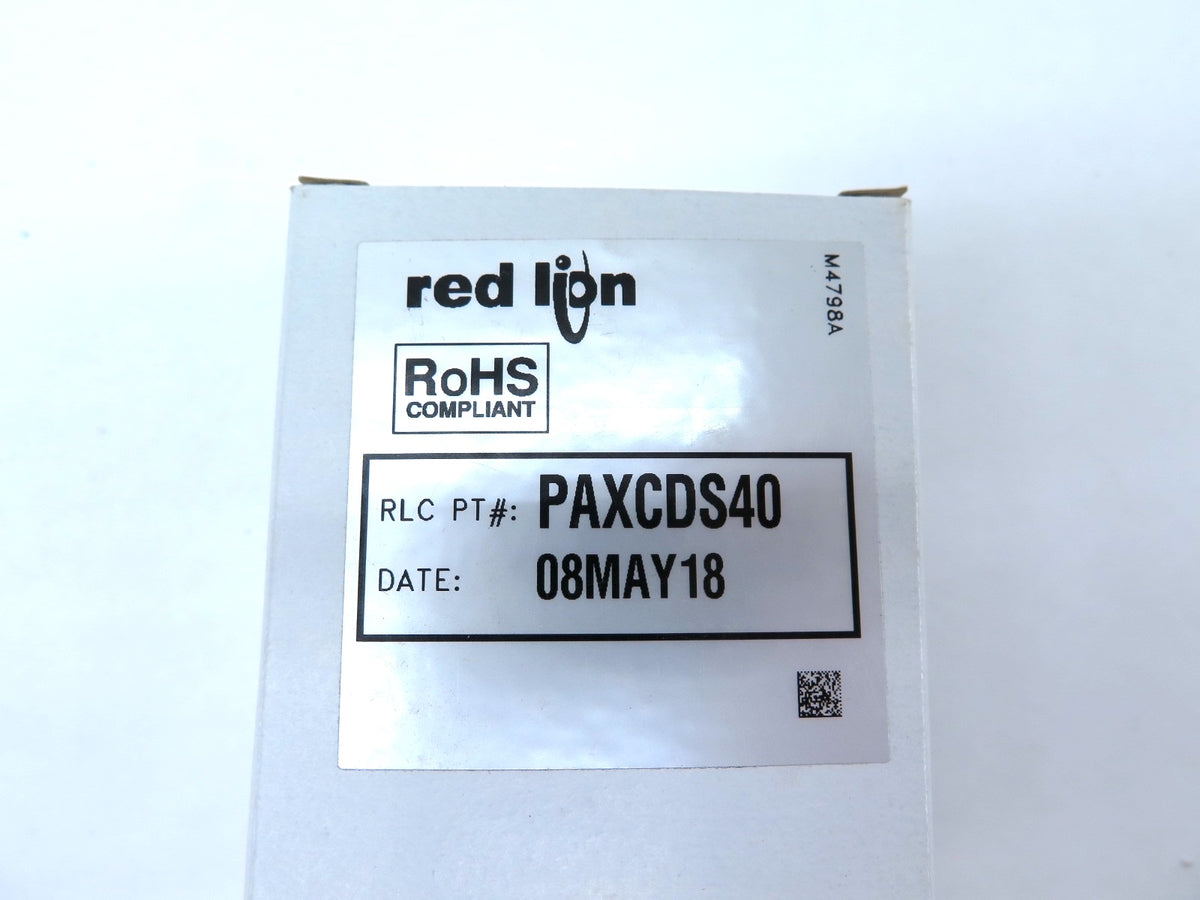 red lion
M4798A
RoHS
COMPLIANT
RLC PT#: PAXCDS40
DATE: 08MAY18